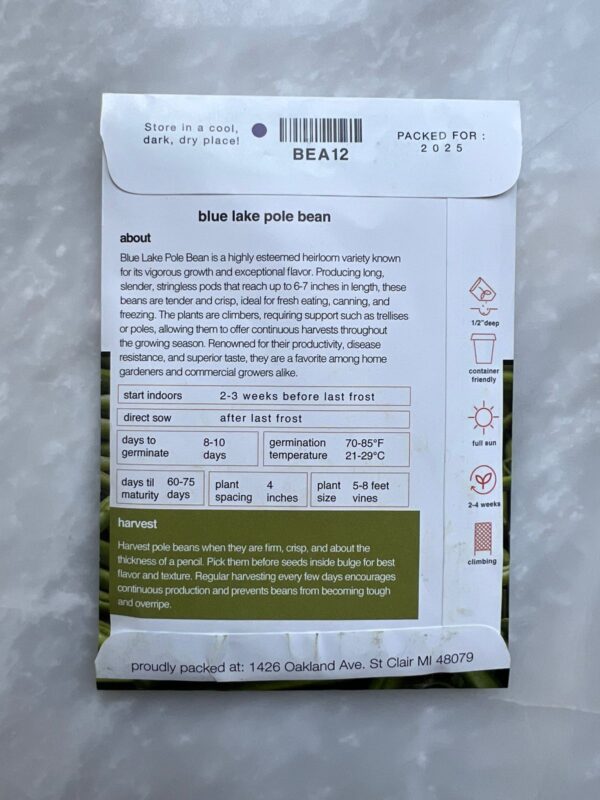 Store in a cool,
dark, dry place!
BEA12
PACKED FOR :
2025
blue lake pole bean
about
Blue Lake Pole Bean is a highly esteemed heirloom variety known
for its vigorous growth and exceptional flavor. Producing long,
slender, stringless pods that reach up to 6-7 inches in length, these
beans are tender and crisp, ideal for fresh eating, canning, and
freezing. The plants are climbers, requiring support such as trellises
or poles, allowing them to offer continuous harvests throughout
the growing season. Renowned for their productivity, disease
resistance, and superior taste, they are a favorite among home
gardeners and commercial growers alike.
start indoors 2-3 weeks before last frost
direct sow after last frost
days to
germinate
8-10
days
germination
temperature
70-85°F
21-29°C
days til
maturity
60-75
days
plant
spacing
4
inches
plant
size
5-8 feet
vines
harvest
Harvest pole beans when they are firm, crisp, and about the
thickness of a pencil. Pick them before seeds inside bulge for best
flavor and texture. Regular harvesting every few days encourages
continuous production and prevents beans from becoming tough
and overripe.
1/2"deep
container
friendly
full sun
2-4 weeks
climbing
proudly packed at: 1426 Oakland Ave. St Clair MI 48079